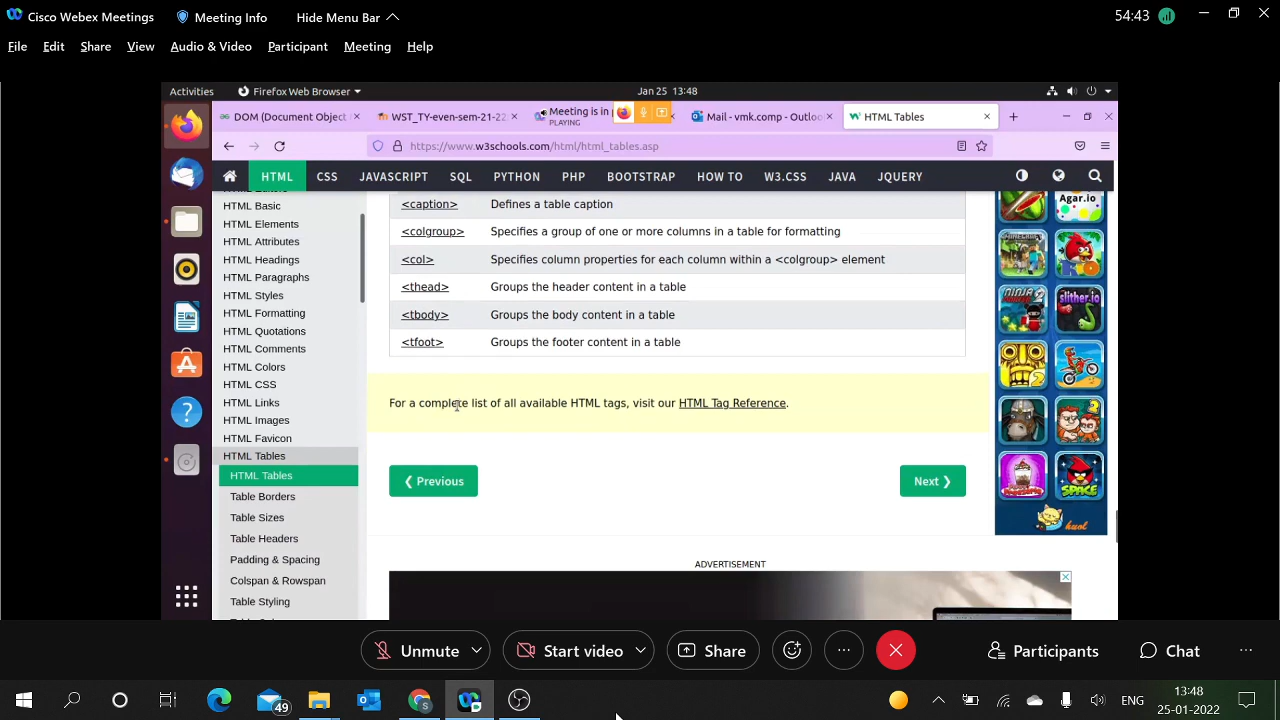 Cisco Webex Meetings Meeting Info Hide Menu Bar 54:43
File Edit Share View Audio & Video Participant Meeting Help
Activities Firefox Web Browser Jan 25 13:48
DOM (Document Object WST_TY-even-sem-21-22 Meeting is in p Mail - vmk.comp - Outloo HTML Tables
PLAYING
https://www.w3schools.com/html/html_tables.asp
HTML CSS JAVASCRIPT SQL PYTHON PHP BOOTSTRAP HOW TO W3.CSS JAVA JQUERY
HTML Basic
HTML Elements
HTML Attributes
HTML Headings
HTML Paragraphs
HTML Styles
HTML Formatting
HTML Quotations
HTML Comments
HTML Colors
HTML CSS
HTML Links
HTML Images
HTML Favicon
HTML Tables
HTML Tables
Table Borders
Table Sizes
Table Headers
Padding & Spacing
Colspan & Rowspan
Table Styling
<caption> Defines a table caption
<colgroup> Specifies a group of one or more columns in a table for formatting
<col> Specifies column properties for each column within a <colgroup> element
<thead> Groups the header content in a table
<tbody> Groups the body content in a table
<tfoot> Groups the footer content in a table
For a complete list of all available HTML tags, visit our HTML Tag Reference.
❮ Previous Next ❯
Agar.io
slither.io
2
2
SPACE
huol
ADVERTISEMENT
Unmute Start video Share Participants Chat
49 ENG 13:48
25-01-2022